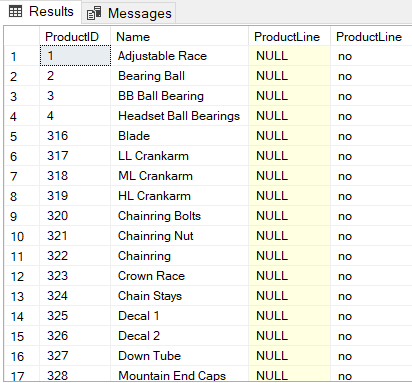 Results Messages
ProductID Name ProductLine ProductLine
1 1 Adjustable Race NULL no
2 2 Bearing Ball NULL no
3 3 BB Ball Bearing NULL no
4 4 Headset Ball Bearings NULL no
5 316 Blade NULL no
6 317 LL Crankarm NULL no
7 318 ML Crankarm NULL no
8 319 HL Crankarm NULL no
9 320 Chainring Bolts NULL no
10 321 Chainring Nut NULL no
11 322 Chainring NULL no
12 323 Crown Race NULL no
13 324 Chain Stays NULL no
14 325 Decal 1 NULL no
15 326 Decal 2 NULL no
16 327 Down Tube NULL no
17 328 Mountain End Caps NULL no